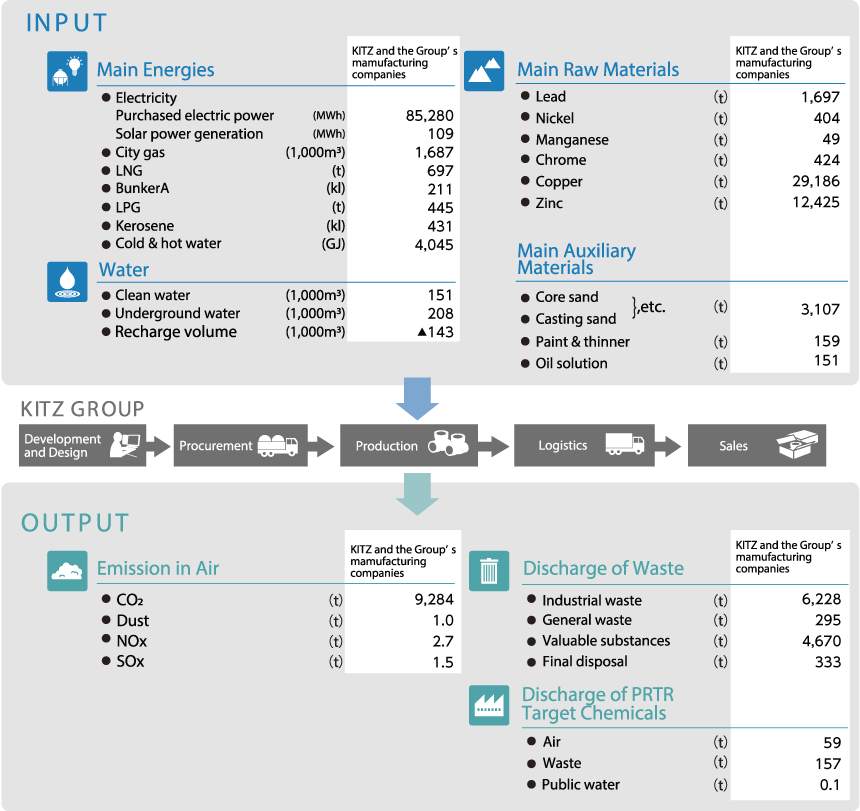 INPUT
KITZ and the Group' s
mamufacturing
companies
Main Energies
Electricity
Purchased electric power (MWh) 85,280
Solar power generation (MWh) 109
City gas (1,000m³) 1,687
LNG (t) 697
BunkerA (kl) 211
LPG (t) 445
Kerosene (kl) 431
Cold & hot water (GJ) 4,045
Water
Clean water (1,000m³) 151
Underground water (1,000m³) 208
Recharge volume (1,000m³) ▲143
KITZ and the Group' s
mamufacturing
companies
Main Raw Materials
Lead (t) 1,697
Nickel (t) 404
Manganese (t) 49
Chrome (t) 424
Copper (t) 29,186
Zinc (t) 12,425
Main Auxiliary
Materials
Core sand
Casting sand
},etc. (t) 3,107
Paint & thinner (t) 159
Oil solution (t) 151
KITZ GROUP
Development
and Design
Procurement
Production
Logistics
Sales
OUTPUT
KITZ and the Group' s
mamufacturing
companies
Emission in Air
CO₂ (t) 9,284
Dust (t) 1.0
NOx (t) 2.7
SOx (t) 1.5
KITZ and the Group' s
mamufacturing
companies
Discharge of Waste
Industrial waste (t) 6,228
General waste (t) 295
Valuable substances (t) 4,670
Final disposal (t) 333
Discharge of PRTR
Target Chemicals
Air (t) 59
Waste (t) 157
Public water (t) 0.1